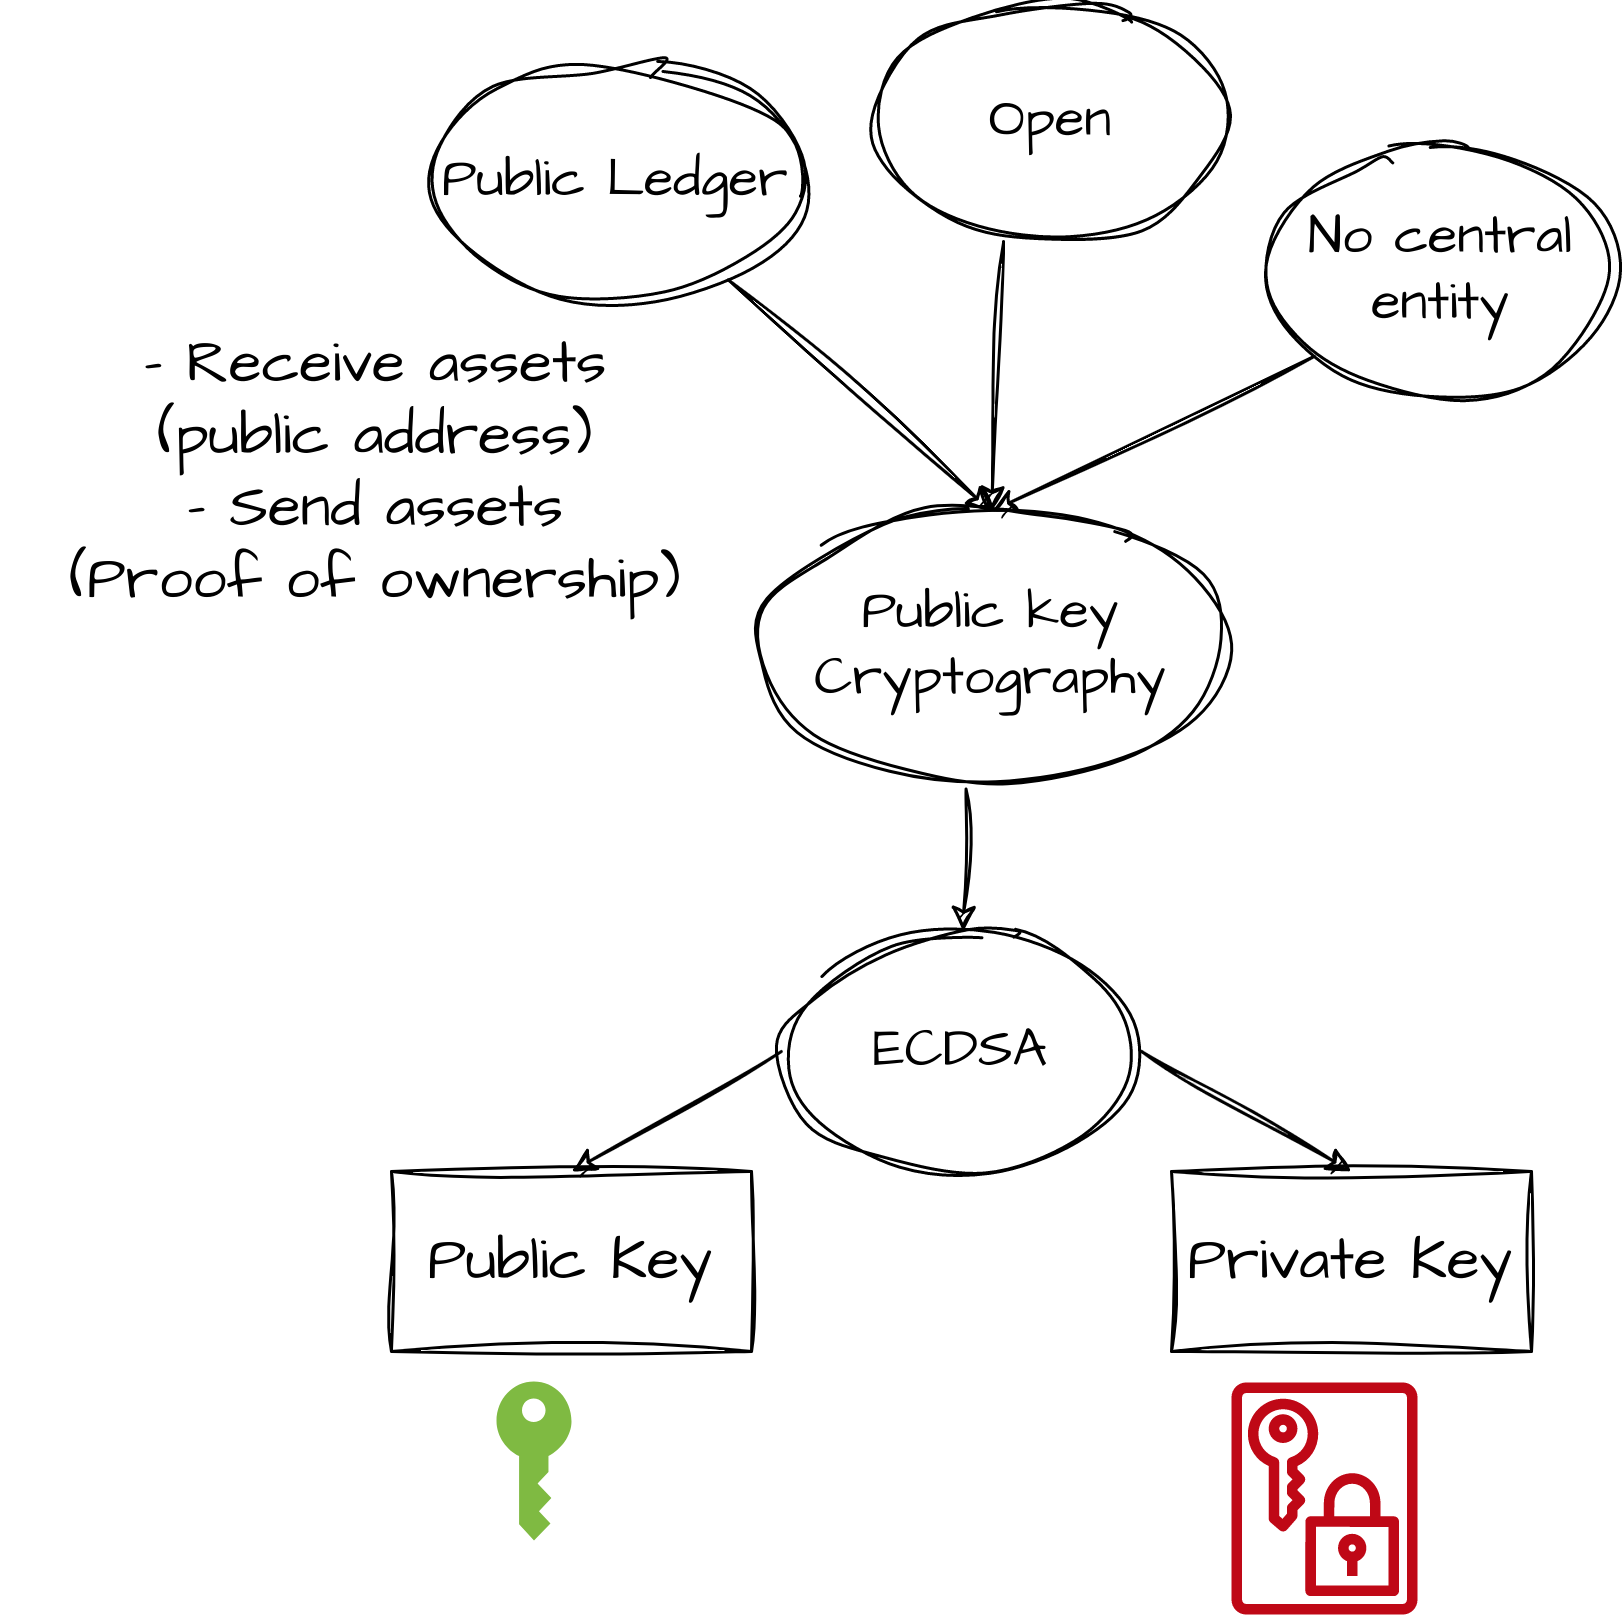 Open
Public Ledger
No central
entity
- Receive assets
(public address)
- Send assets
(Proof of ownership)
Public key
Cryptography
ECDSA
Public Key
Private Key